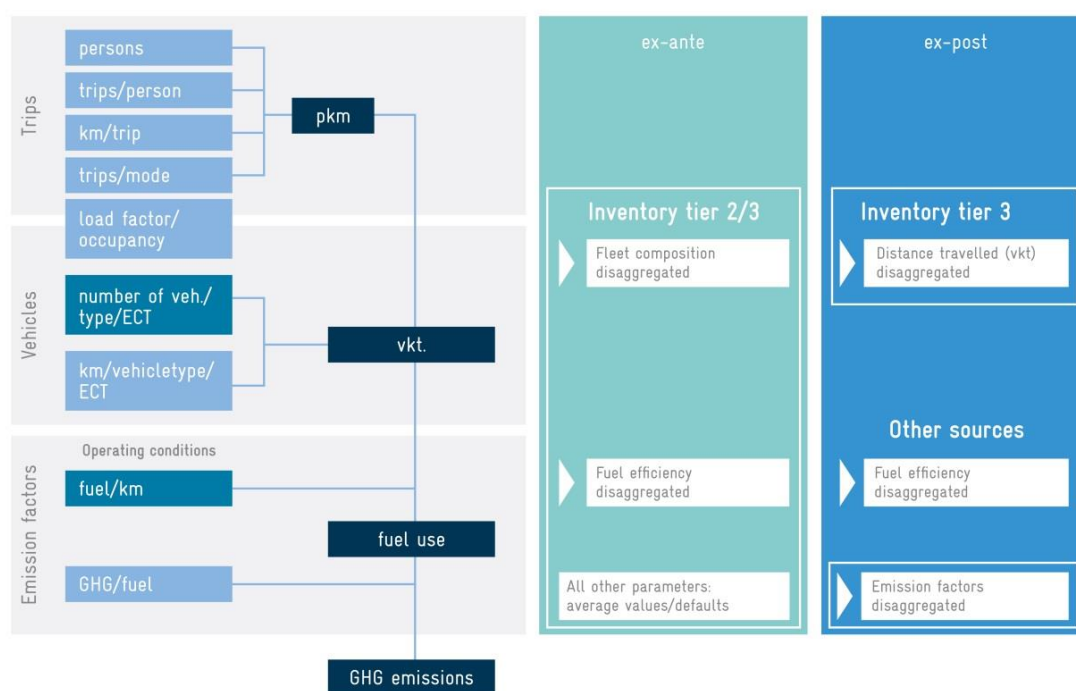 Trips
persons
trips/person
km/trip
trips/mode
load factor/
occupancy
pkm
Vehicles
number of veh./
type/ECT
km/vehicletype/
ECT
vkt.
Emission factors
Operating conditions
fuel/km
fuel use
GHG/fuel
GHG emissions
ex-ante
Inventory tier 2/3
Fleet composition
disaggregated
Fuel efficiency
disaggregated
All other parameters:
average values/defaults
ex-post
Inventory tier 3
Distance travelled (vkt)
disaggregated
Other sources
Fuel efficiency
disaggregated
Emission factors
disaggregated